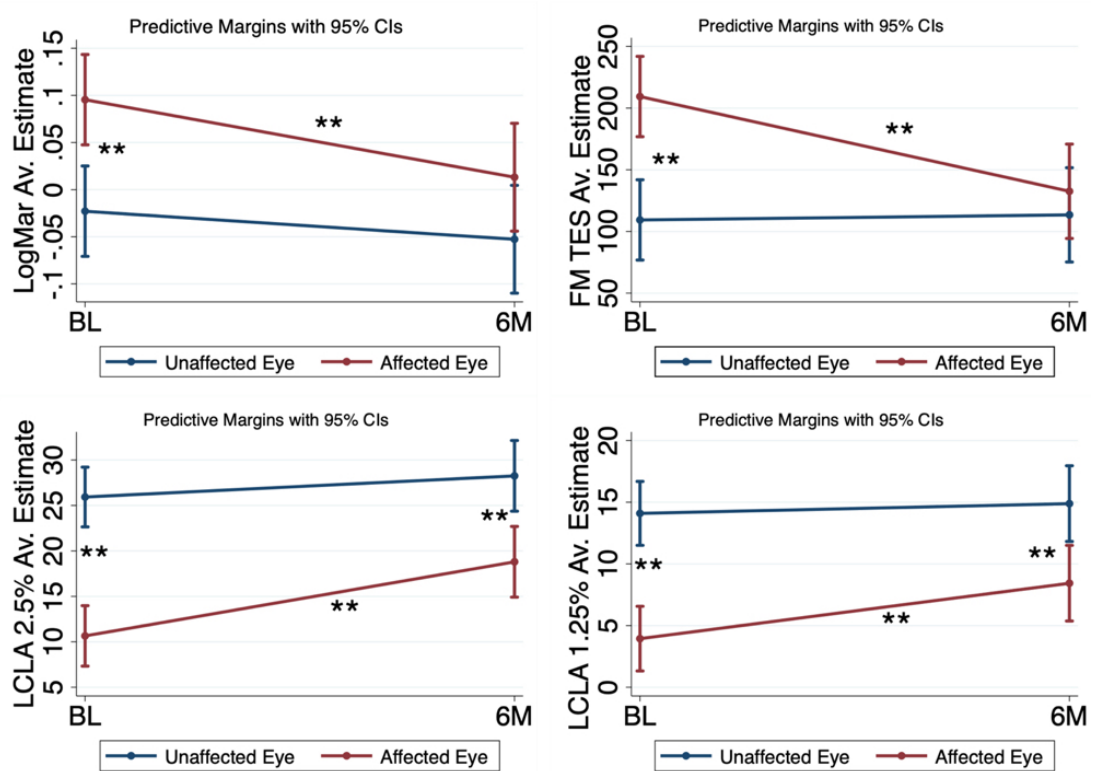 Predictive Margins with 95% CIs
LogMar Av. Estimate
.15
.1
.05
0
-.05
-.1
**
**
BL
6M
Unaffected Eye
Affected Eye
Predictive Margins with 95% CIs
FM TES Av. Estimate
250
200
150
100
50
**
**
BL
6M
Unaffected Eye
Affected Eye
Predictive Margins with 95% CIs
LCLA 2.5% Av. Estimate
30
25
20
15
10
5
**
**
**
BL
6M
Unaffected Eye
Affected Eye
Predictive Margins with 95% CIs
LCLA 1.25% Av. Estimate
20
15
10
5
0
**
**
**
BL
6M
Unaffected Eye
Affected Eye